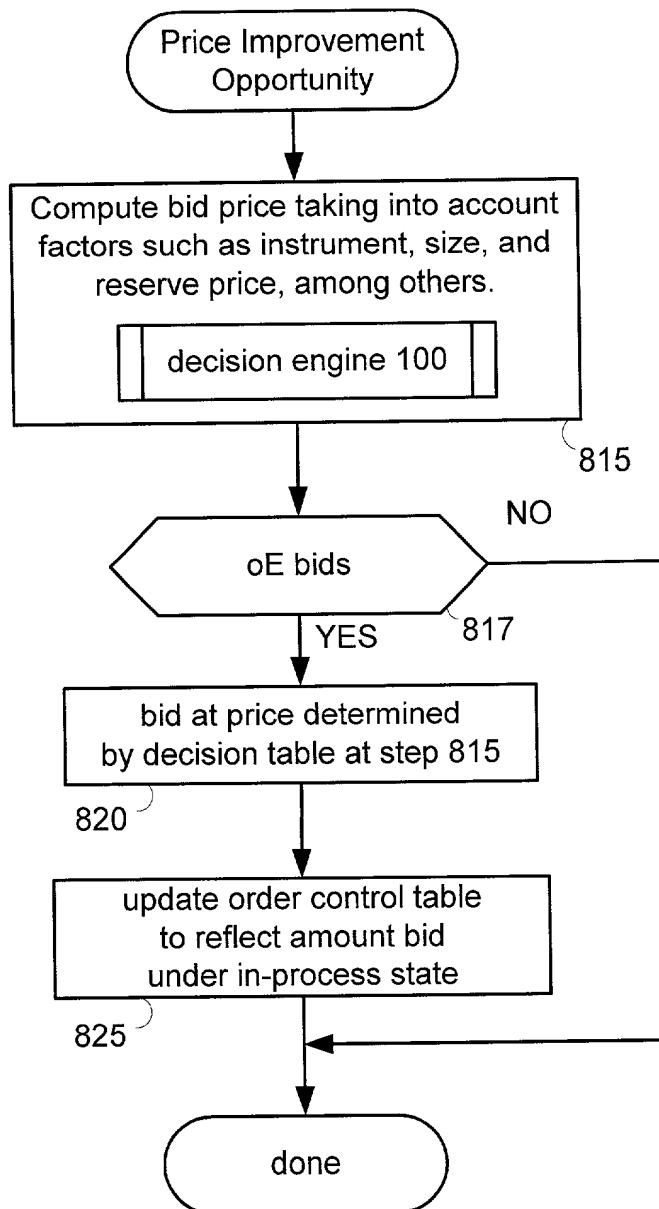 Price Improvement
Opportunity
Compute bid price taking into account
factors such as instrument, size, and
reserve price, among others.
decision engine 100
815
NO
oE bids
817
YES
bid at price determined
by decision table at step 815
820
update order control table
to reflect amount bid
under in-process state
825
done